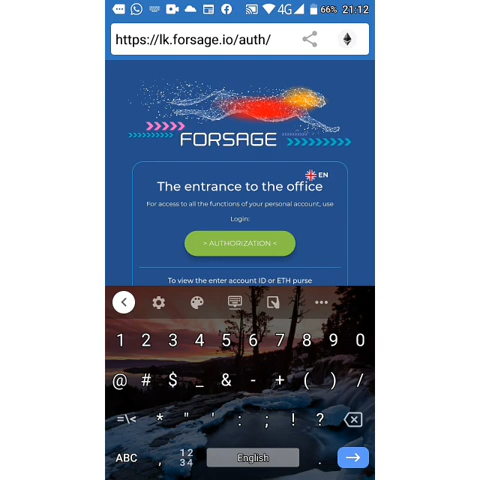 4G 66% 21:12
https://lk.forsage.io/auth/
FORSAGE
EN
The entrance to the office
For access to all the functions of your personal account, use
Login:
> AUTHORIZATION <
To view the enter account ID or ETH purse
1 2 3 4 5 6 7 8 9 0
@ # $ _ & - + ( ) /
=\< * " ' : ; ! ? 
ABC , 12 English .
34